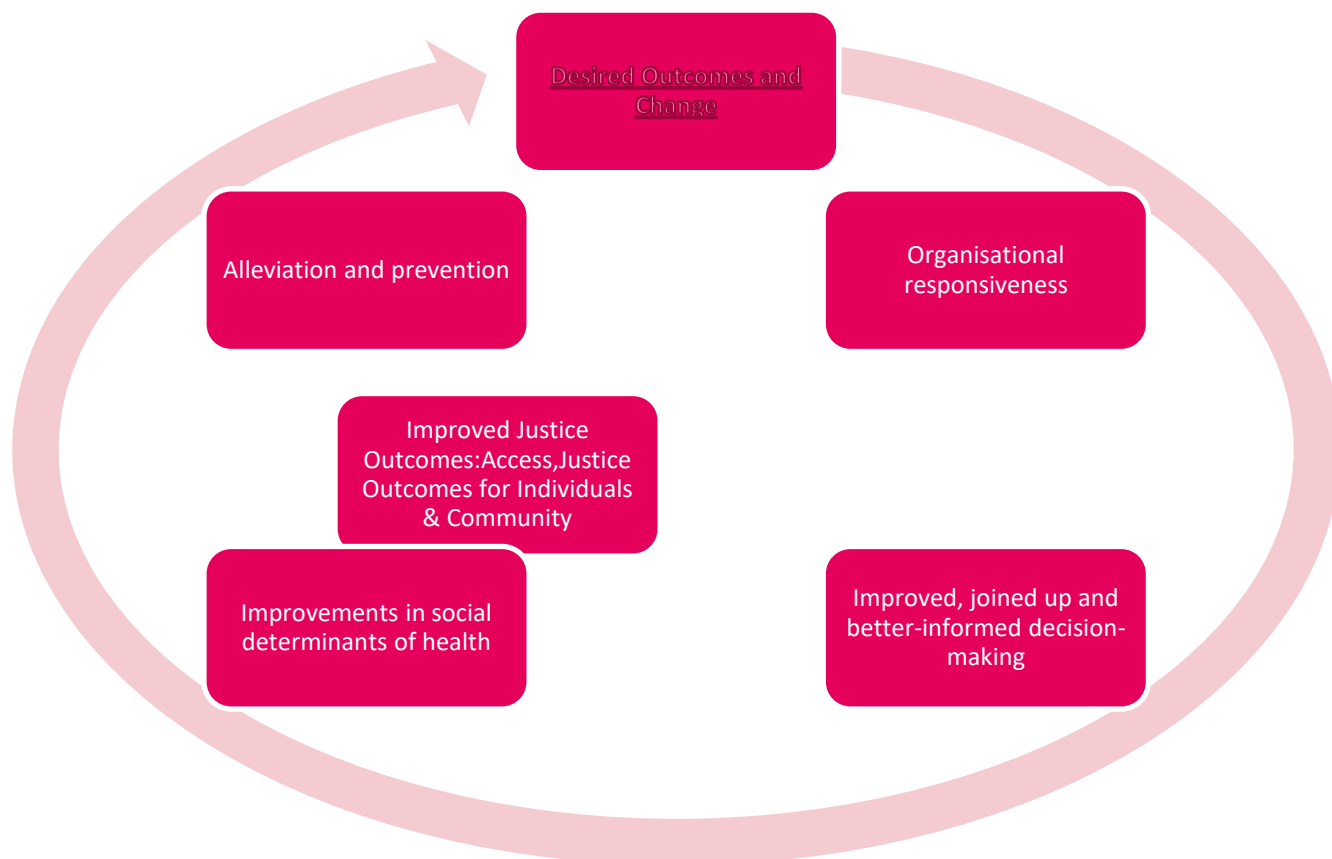 Desired Outcomes and
Change
Alleviation and prevention
Organisational
responsiveness
Improved Justice
Outcomes:Access,Justice
Outcomes for Individuals
& Community
Improvements in social
determinants of health
Improved, joined up and
better-informed decision-
making